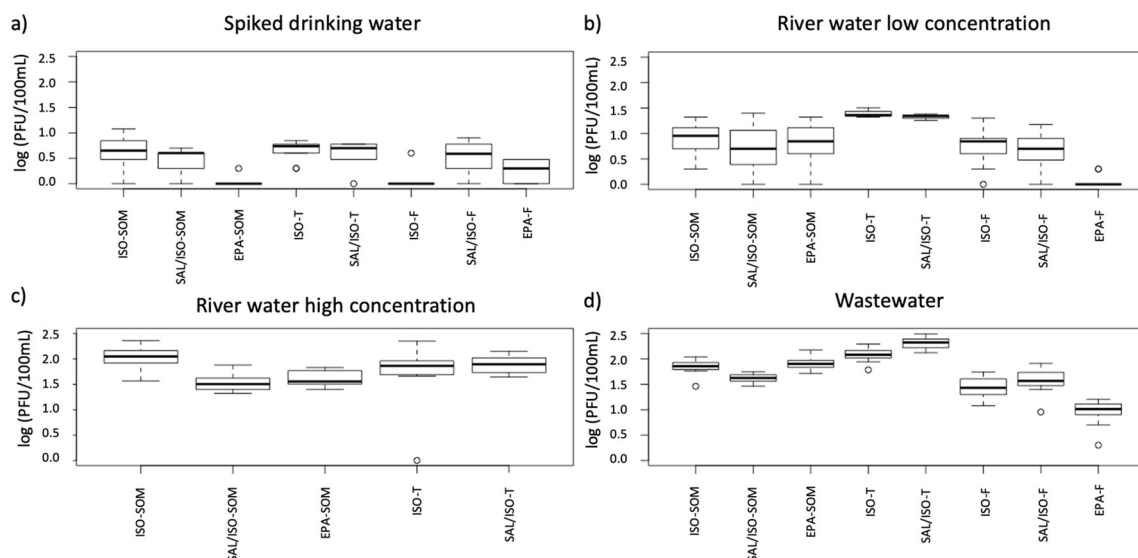 a)
Spiked drinking water
log (PFU/100mL)
2.5
2.0
1.5
1.0
0.5
0.0
ISO-SOM
SAL/ISO-SOM
EPA-SOM
ISO-T
SAL/ISO-T
ISO-F
SAL/ISO-F
EPA-F
b)
River water low concentration
log (PFU/100mL)
2.5
2.0
1.5
1.0
0.5
0.0
ISO-SOM
SAL/ISO-SOM
EPA-SOM
ISO-T
SAL/ISO-T
ISO-F
SAL/ISO-F
EPA-F
c)
River water high concentration
log (PFU/100mL)
2.5
2.0
1.5
1.0
0.5
0.0
ISO-SOM
SAL/ISO-SOM
EPA-SOM
ISO-T
SAL/ISO-T
d)
Wastewater
log (PFU/100mL)
2.5
2.0
1.5
1.0
0.5
0.0
ISO-SOM
SAL/ISO-SOM
EPA-SOM
ISO-T
SAL/ISO-T
ISO-F
SAL/ISO-F
EPA-F